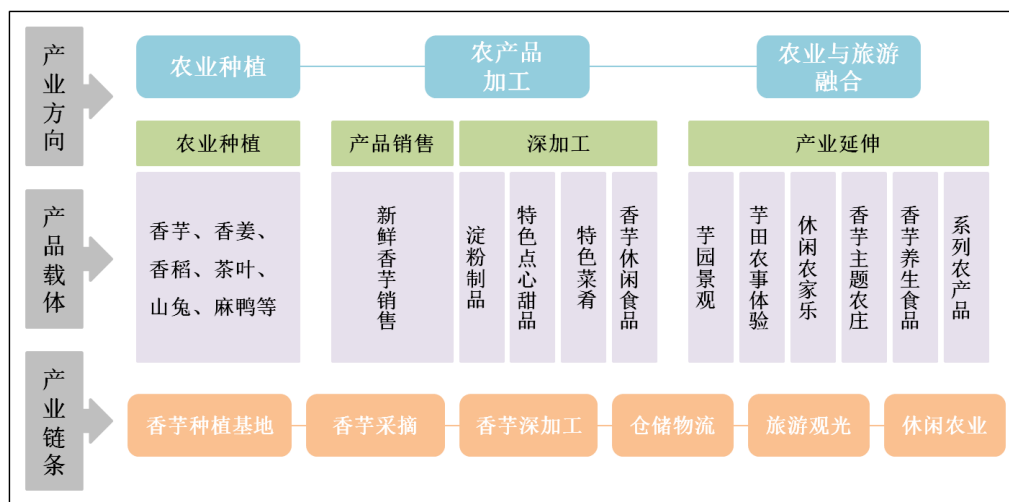 产业方向
农业种植
农产品
加工
农业与旅游
融合
农业种植
产品销售
深加工
产业延伸
产品载体
香芋、香姜、
香稻、茶叶、
山兔、麻鸭等
新鲜香芋销售
淀粉制品
特色点心甜品
特色菜肴
香芋休闲食品
芋园景观
芋田农事体验
休闲农家乐
香芋主题农庄
香芋养生食品
系列农产品
产业链条
香芋种植基地
香芋采摘
香芋深加工
仓储物流
旅游观光
休闲农业